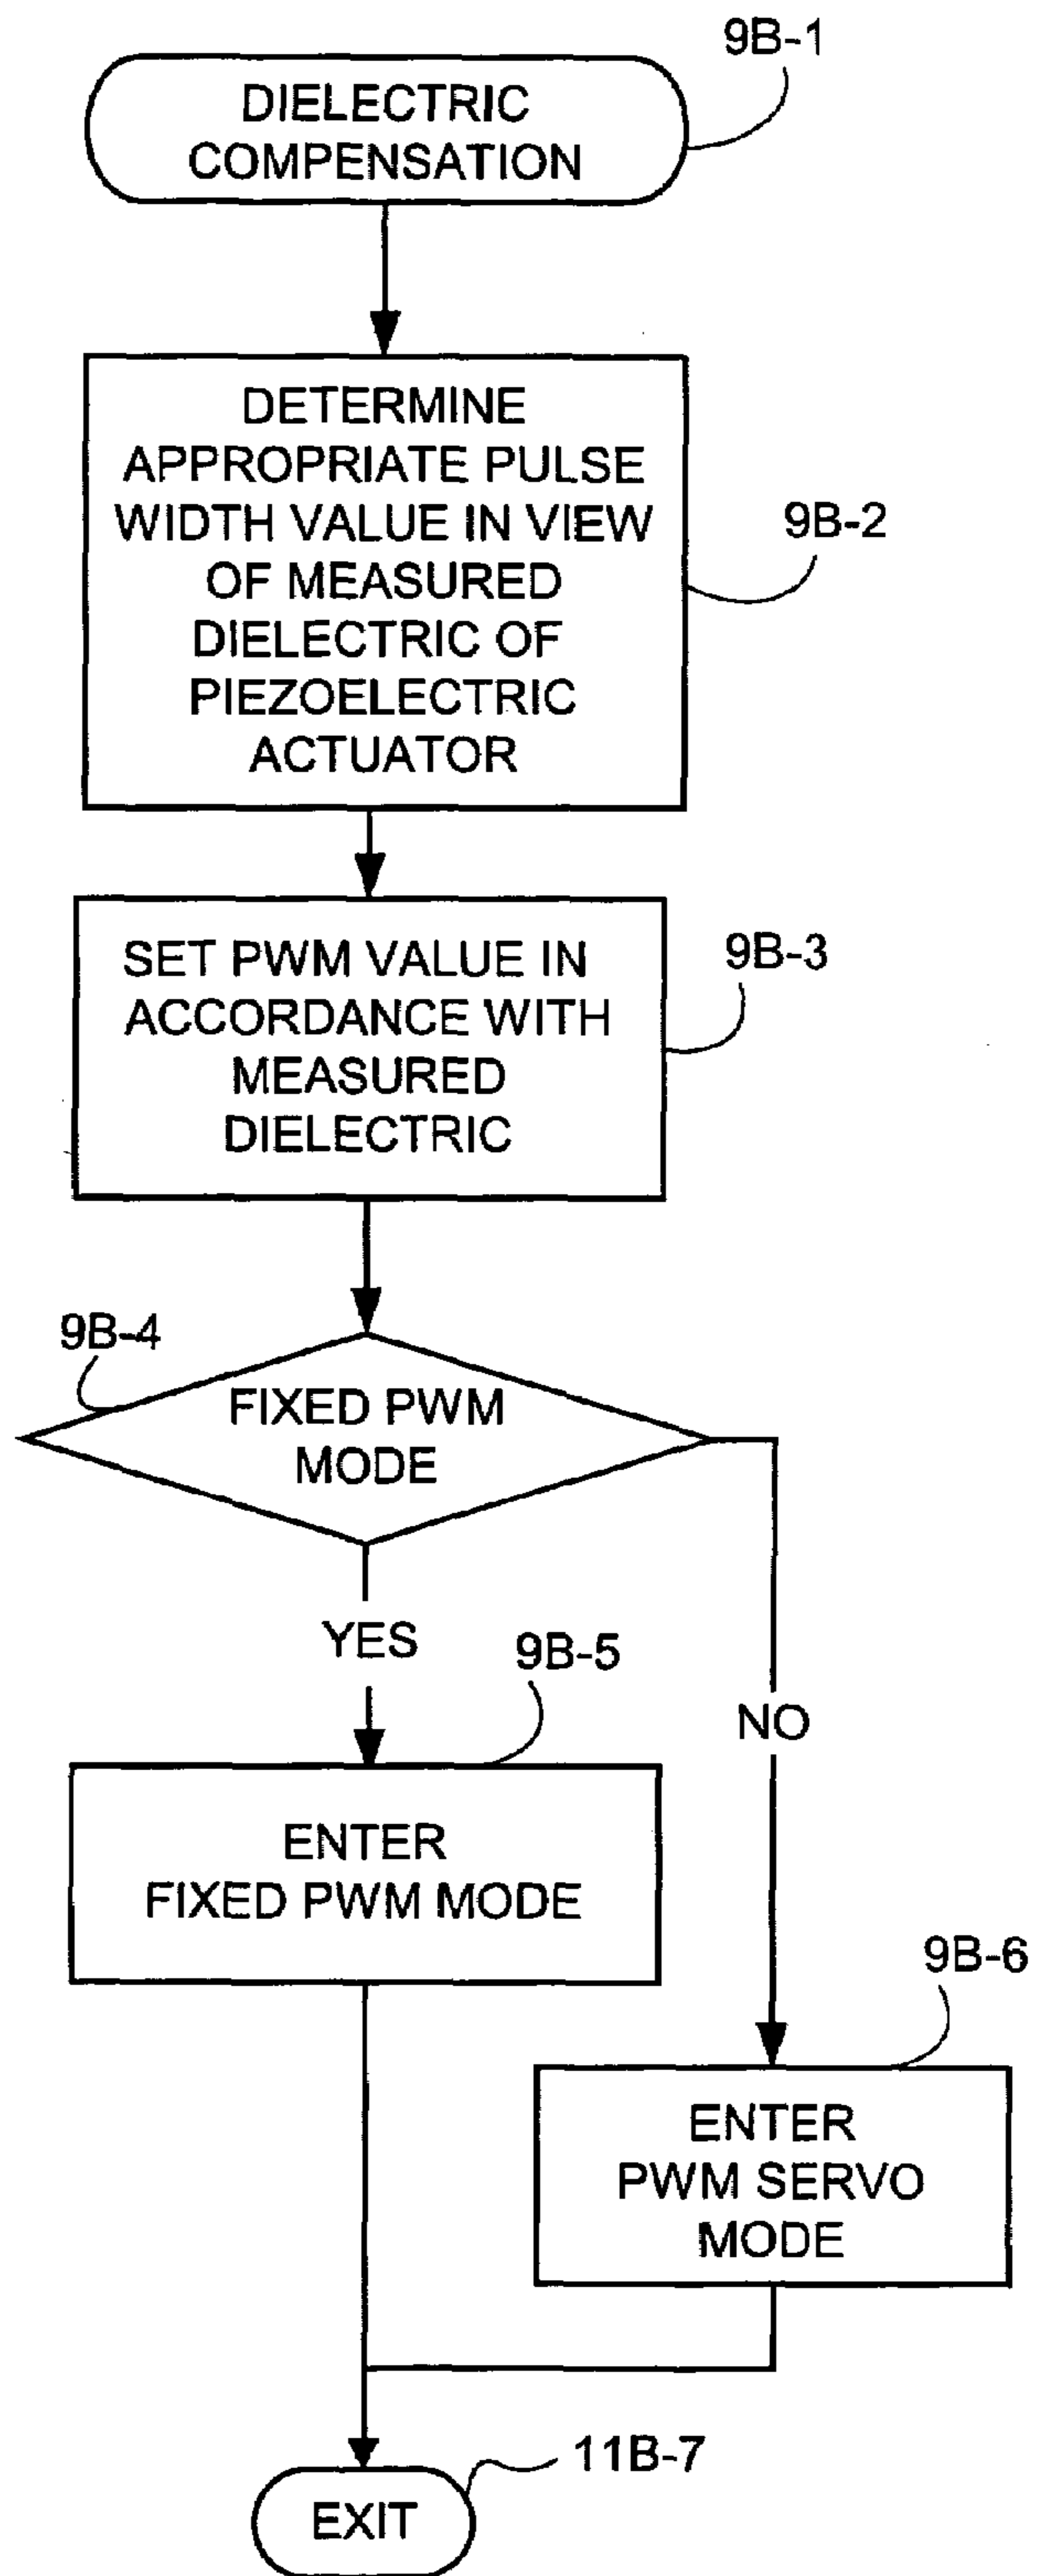 9B-1
DIELECTRIC
COMPENSATION
DETERMINE
APPROPRIATE PULSE
WIDTH VALUE IN VIEW
OF MEASURED
DIELECTRIC OF
PIEZOELECTRIC
ACTUATOR
9B-2
SET PWM VALUE IN
ACCORDANCE WITH
MEASURED
DIELECTRIC
9B-3
9B-4
FIXED PWM
MODE
YES
NO
9B-5
ENTER
FIXED PWM MODE
9B-6
ENTER
PWM SERVO
MODE
11B-7
EXIT